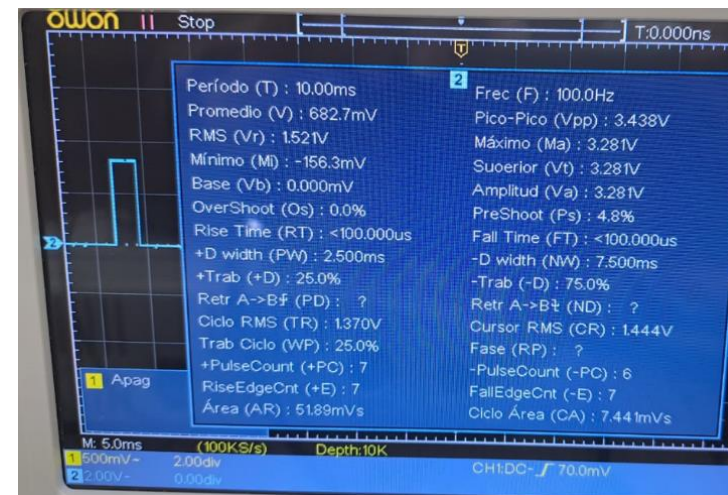 OWON Stop T:0.000ns
T
2
Período (T) : 10.00ms Frec (F) : 100.0Hz
Promedio (V) : 682.7mV Pico-Pico (Vpp) : 3.438V
RMS (Vr) : 1.521V Máximo (Ma) : 3.281V
Mínimo (Mi) : -156.3mV Suoerior (Vt) : 3.281V
Base (Vb) : 0.000mV Amplitud (Va) : 3.281V
OverShoot (Os) : 0.0% PreShoot (Ps) : 4.8%
Rise Time (RT) : <100.000us Fall Time (FT) : <100.000us
+D width (PW) : 2.500ms -D width (NW) : 7.500ms
+Trab (+D) : 25.0% -Trab (-D) : 75.0%
Retr A->B (PD) : ? Retr A->B (ND) : ?
Ciclo RMS (TR) : 1.370V Cursor RMS (CR) : 1.444V
Trab Ciclo (WP) : 25.0% Fase (RP) : ?
+PulseCount (+PC) : 7 -PulseCount (-PC) : 6
RiseEdgeCnt (+E) : 7 FallEdgeCnt (-E) : 7
Área (AR) : 51.89mVs Ciclo Área (CA) : 7.441mVs
2
1 Apag
M: 5.0ms (100KS/s) Depth:10K
1 500mV~ 2.00div CH1:DC- 70.0mV
2 2.00V~ 0.00div